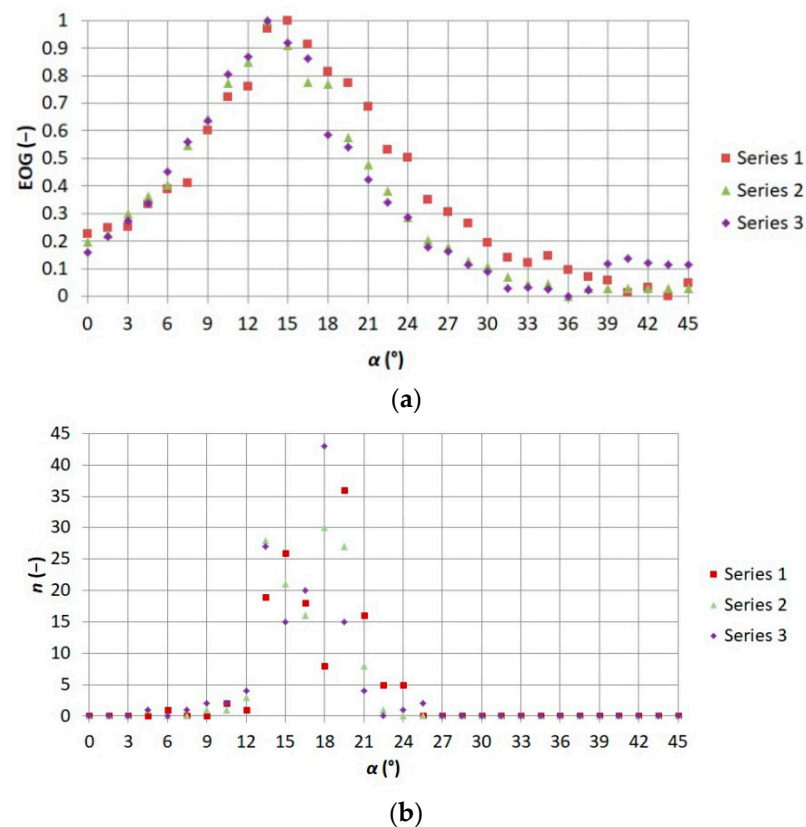 1
0.9
0.8
0.7
0.6
0.5
0.4
0.3
0.2
0.1
0
EOG (−)
0 3 6 9 12 15 18 21 24 27 30 33 36 39 42 45
α (°)
Series 1
Series 2
Series 3
(a)
45
40
35
30
25
20
15
10
5
0
n (−)
0 3 6 9 12 15 18 21 24 27 30 33 36 39 42 45
α (°)
Series 1
Series 2
Series 3
(b)